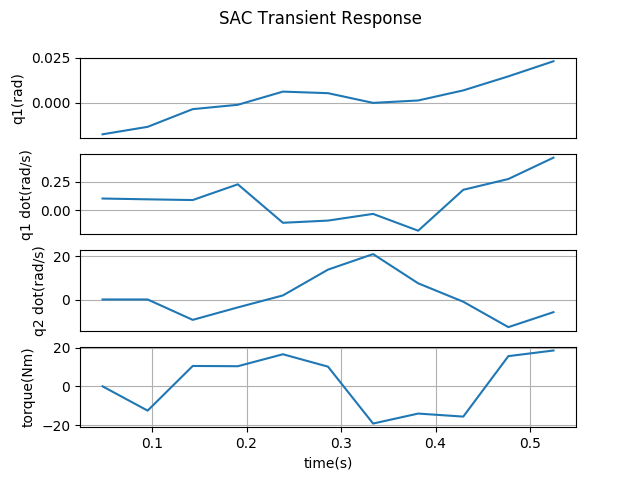 SAC Transient Response
0.025
0.000
q1(rad)
0.25
0.00
q1 dot(rad/s)
20
0
q2 dot(rad/s)
20
0
−20
torque(Nm)
0.1 0.2 0.3 0.4 0.5
time(s)